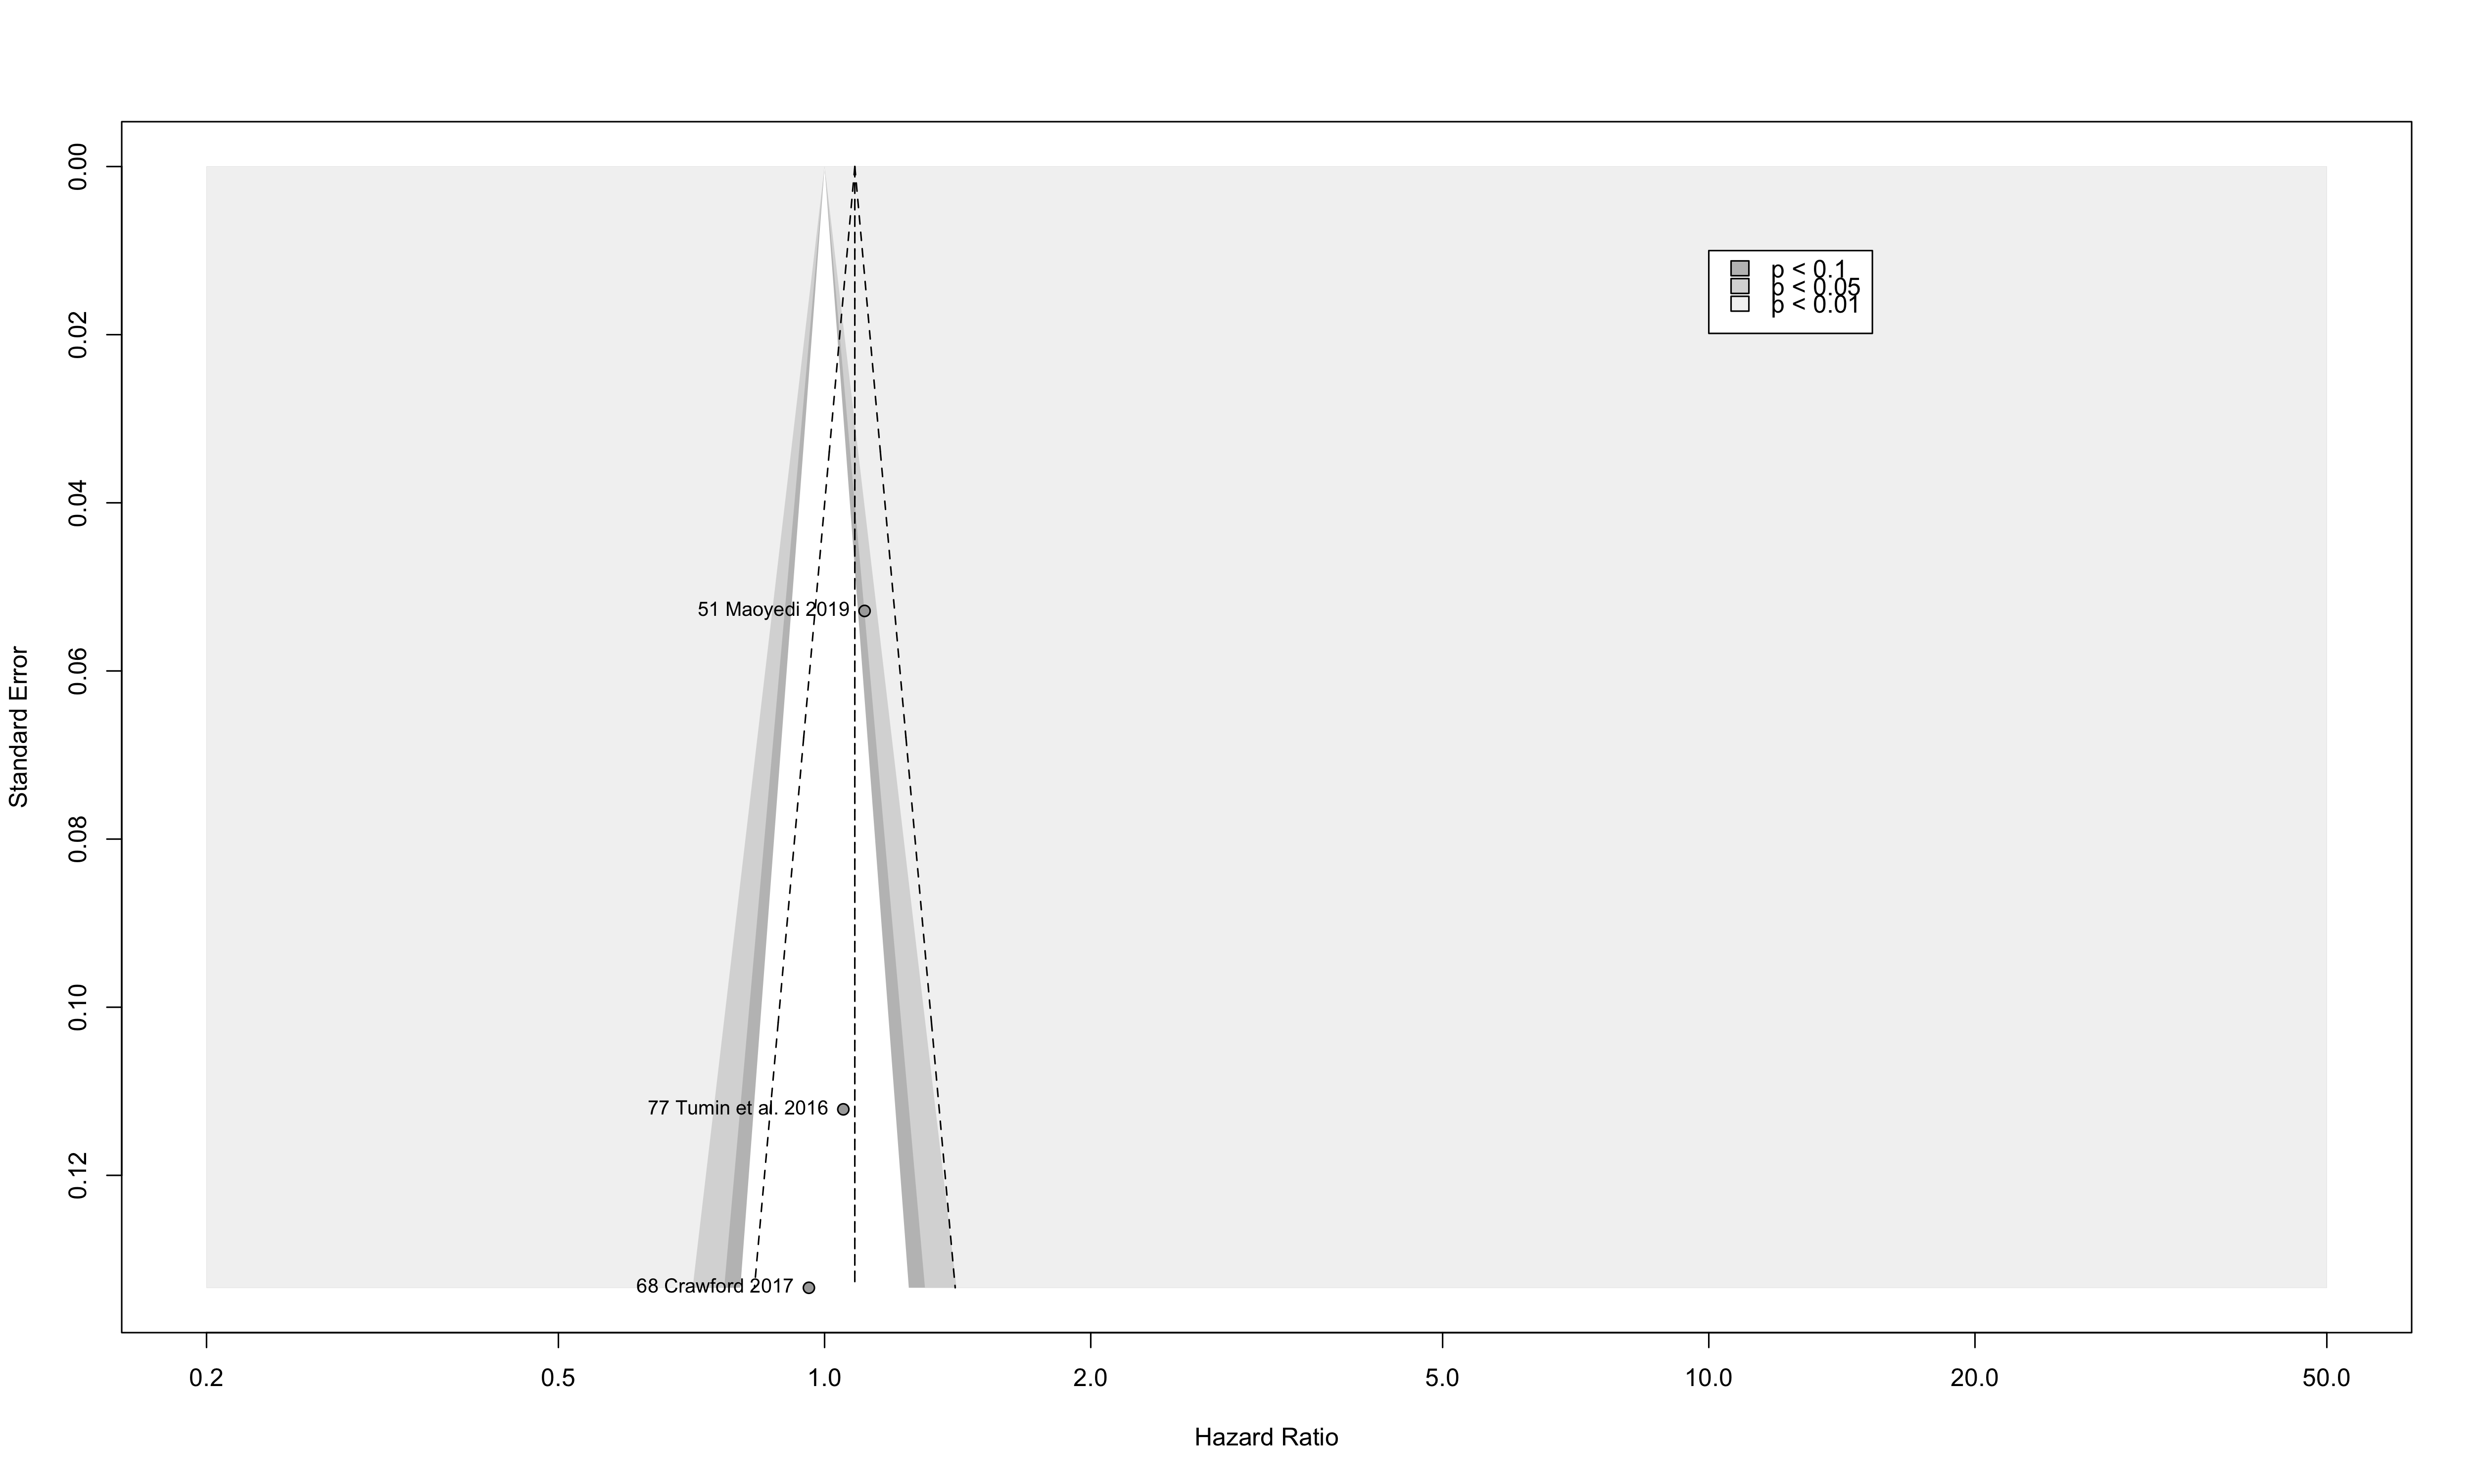 0.00
0.02
0.04
0.06
0.08
0.10
0.12
Standard Error
p < 0.1
p < 0.05
p < 0.01
51 Maoyedi 2019
77 Tumin et al. 2016
68 Crawford 2017
0.2 0.5 1.0 2.0 5.0 10.0 20.0 50.0
Hazard Ratio